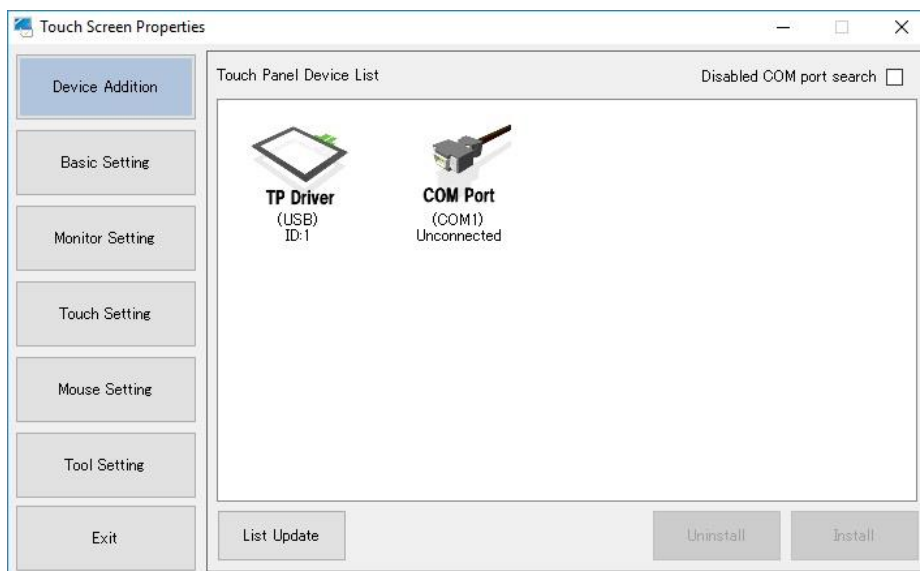 Touch Screen Properties
Device Addition
Basic Setting
Monitor Setting
Touch Setting
Mouse Setting
Tool Setting
Exit
Touch Panel Device List
Disabled COM port search
TP Driver
(USB)
ID:1
COM Port
(COM1)
Unconnected
List Update
Uninstall
Install